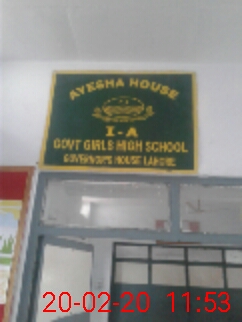 AYESHA HOUSE
I-A
GOVT GIRLS HIGH SCHOOL
GOVERNOR'S HOUSE LAHORE
20-02-20 11:53